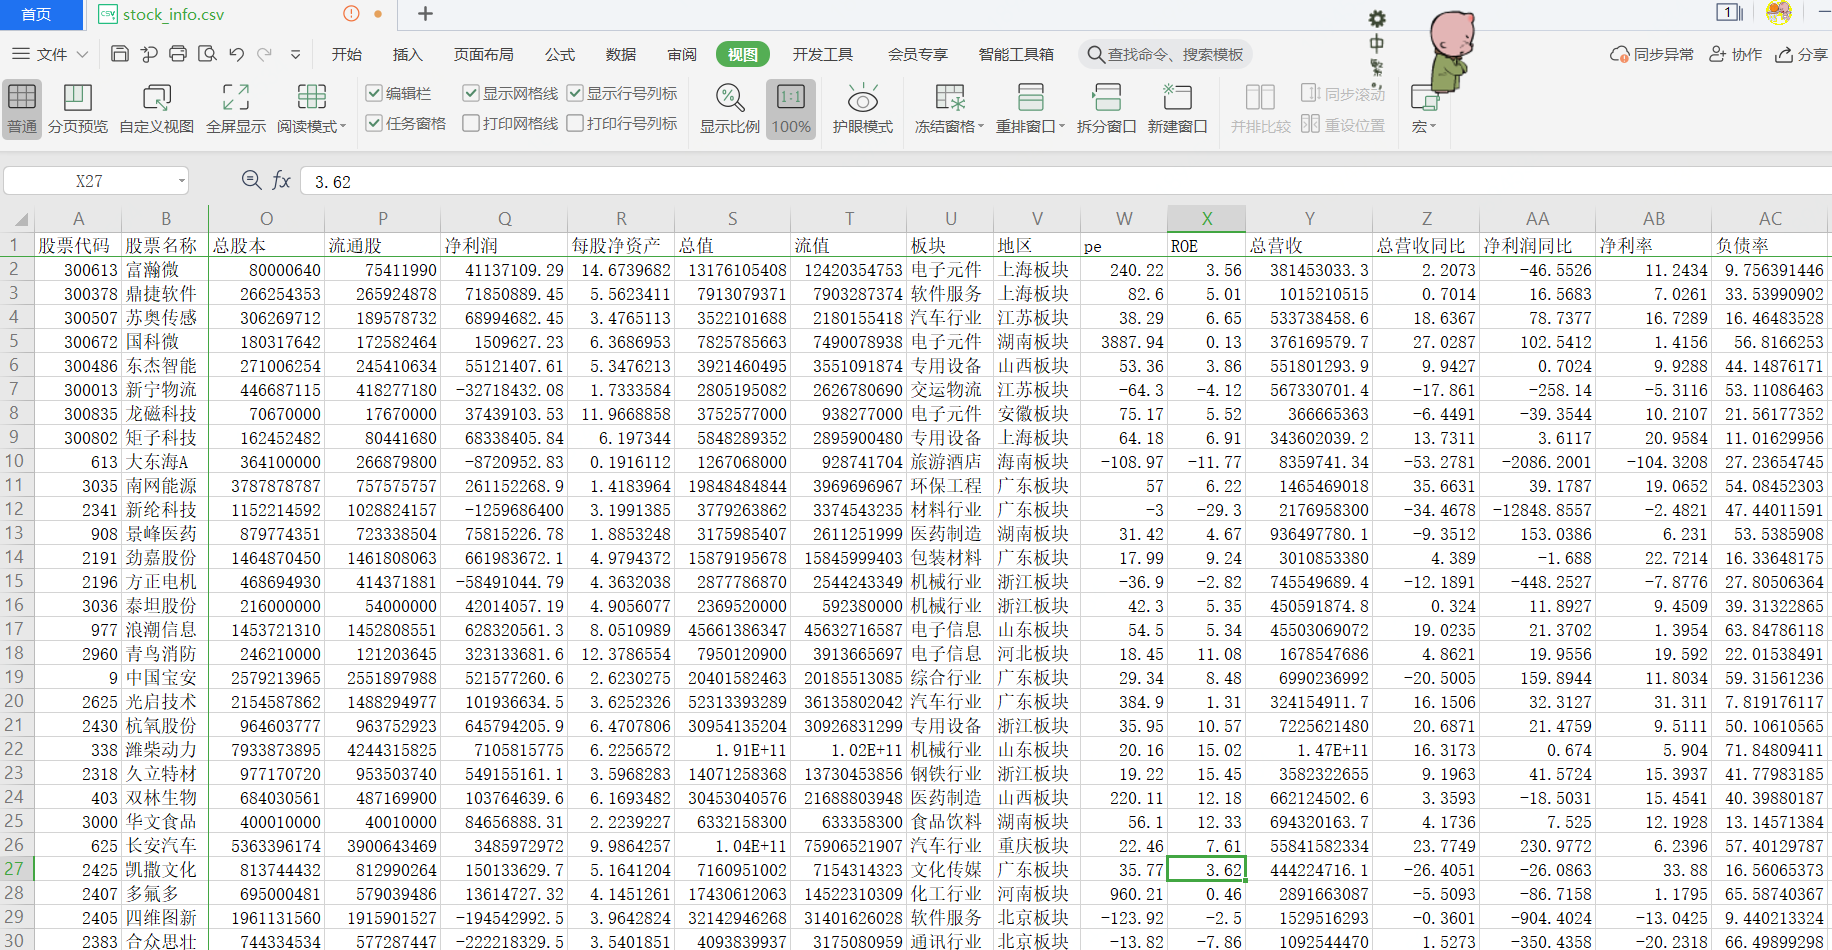 首页 stock_info.csv 1
文件 开始 插入 页面布局 公式 数据 审阅 视图 开发工具 会员专享 智能工具箱 查找命令、搜索模板 中 同步异常 协作 分享
编辑栏 显示网格线 显示行号列标 同步滚动
任务窗格 打印网格线 打印行号列标 重设位置
普通 分页预览 自定义视图 全屏显示 阅读模式 显示比例 1:1 100% 护眼模式 冻结窗格 重排窗口 拆分窗口 新建窗口 并排比较 宏
X27 fx 3.62
A B O P Q R S T U V W X Y Z AA AB AC
1 股票代码 股票名称 总股本 流通股 净利润 每股净资产 总值 流值 板块 地区 pe ROE 总营收 总营收同比 净利润同比 净利率 负债率
2 300613 富瀚微 80000640 75411990 41137109.29 14.6739682 13176105408 12420354753 电子元件 上海板块 240.22 3.56 381453033.3 2.2073 -46.5526 11.2434 9.756391446
3 300378 鼎捷软件 266254353 265924878 71850889.45 5.5623411 7913079371 7903287374 软件服务 上海板块 82.6 5.01 1015210515 0.7014 16.5683 7.0261 33.53990902
4 300507 苏奥传感 306269712 189578732 68994682.45 3.4765113 3522101688 2180155418 汽车行业 江苏板块 38.29 6.65 533738458.6 18.6367 78.7377 16.7289 16.46483528
5 300672 国科微 180317642 172582464 1509627.23 6.3686953 7825785663 7490078938 电子元件 湖南板块 3887.94 0.13 376169579.7 27.0287 102.5412 1.4156 56.8166253
6 300486 东杰智能 271006254 245410634 55121407.61 5.3476213 3921460495 3551091874 专用设备 山西板块 53.36 3.86 551801293.9 9.9427 0.7024 9.9288 44.14876171
7 300013 新宁物流 446687115 418277180 -32718432.08 1.7333584 2805195082 2626780690 交运物流 江苏板块 -64.3 -4.12 567330701.4 -17.861 -258.14 -5.3116 53.11086463
8 300835 龙磁科技 70670000 17670000 37439103.53 11.9668858 3752577000 938277000 电子元件 安徽板块 75.17 5.52 366665363 -6.4491 -39.3544 10.2107 21.56177352
9 300802 矩子科技 162452482 80441680 68338405.84 6.197344 5848289352 2895900480 专用设备 上海板块 64.18 6.91 343602039.2 13.7311 3.6117 20.9584 11.01629956
10 613 大东海A 364100000 266879800 -8720952.83 0.1916112 1267068000 928741704 旅游酒店 海南板块 -108.97 -11.77 8359741.34 -53.2781 -2086.2001 -104.3208 27.23654745
11 3035 南网能源 3787878787 757575757 261152268.9 1.4183964 19848484844 3969696967 环保工程 广东板块 57 6.22 1465469018 35.6631 39.1787 19.0652 54.08452303
12 2341 新纶科技 1152214592 1028824157 -1259686400 3.1991385 3779263862 3374543235 材料行业 广东板块 -3 -29.3 2176958300 -34.4678 -12848.8557 -2.4821 47.44011591
13 908 景峰医药 879774351 723338504 75815226.78 1.8853248 3175985407 2611251999 医药制造 湖南板块 31.42 4.67 936497780.1 -9.3512 153.0386 6.231 53.5385908
14 2191 劲嘉股份 1464870450 1461808063 661983672.1 4.9794372 15879195678 15845999403 包装材料 广东板块 17.99 9.24 3010853380 4.389 -1.688 22.7214 16.33648175
15 2196 方正电机 468694930 414371881 -58491044.79 4.3632038 2877786870 2544243349 机械行业 浙江板块 -36.9 -2.82 745549689.4 -12.1891 -448.2527 -7.8776 27.80506364
16 3036 泰坦股份 216000000 54000000 42014057.19 4.9056077 2369520000 592380000 机械行业 浙江板块 42.3 5.35 450591874.8 0.324 11.8927 9.4509 39.31322865
17 977 浪潮信息 1453721310 1452808551 628320561.3 8.0510989 45661386347 45632716587 电子信息 山东板块 54.5 5.34 45503069072 19.0235 21.3702 1.3954 63.84786118
18 2960 青鸟消防 246210000 121203645 323133681.6 12.3786554 7950120900 3913665697 电子信息 河北板块 18.45 11.08 1678547686 4.8621 19.9556 19.592 22.01538491
19 9 中国宝安 2579213965 2551897988 521577260.6 2.6230275 20401582463 20185513085 综合行业 广东板块 29.34 8.48 6990236992 -20.5005 159.8944 11.8034 59.31561236
20 2625 光启技术 2154587862 1488294977 101936634.5 3.6252326 52313393289 36135802042 汽车行业 广东板块 384.9 1.31 324154911.7 16.1506 32.3127 31.311 7.819176117
21 2430 杭氧股份 964603777 963752923 645794205.9 6.4707806 30954135204 30926831299 专用设备 浙江板块 35.95 10.57 7225621480 20.6871 21.4759 9.5111 50.10610565
22 338 潍柴动力 7933873895 4244315825 7105815775 6.2256572 1.91E+11 1.02E+11 机械行业 山东板块 20.16 15.02 1.47E+11 16.3173 0.674 5.904 71.84809411
23 2318 久立特材 977170720 953503740 549155161.1 3.5968283 14071258368 13730453856 钢铁行业 浙江板块 19.22 15.45 3582322655 9.1963 41.5724 15.3937 41.77983185
24 403 双林生物 684030561 487169900 103764639.6 6.1693482 30453040576 21688803948 医药制造 山西板块 220.11 12.18 662124502.6 3.3593 -18.5031 15.4541 40.39880187
25 3000 华文食品 400010000 40010000 84656888.31 2.2239227 6332158300 633358300 食品饮料 湖南板块 56.1 12.33 694320163.7 4.1736 7.525 12.1928 13.14571384
26 625 长安汽车 5363396174 3900643469 3485972972 9.9864257 1.04E+11 75906521907 汽车行业 重庆板块 22.46 7.61 55841582334 23.7749 230.9772 6.2396 57.40129787
27 2425 凯撒文化 813744432 812990264 150133629.7 5.1641204 7160951002 7154314323 文化传媒 广东板块 35.77 3.62 444224716.1 -26.4051 -26.0863 33.88 16.56065373
28 2407 多氟多 695000481 579039486 13614727.32 4.1451261 17430612063 14522310309 化工行业 河南板块 960.21 0.46 2891663087 -5.5093 -86.7158 1.1795 65.58740367
29 2405 四维图新 1961131560 1915901527 -194542992.5 3.9642824 32142946268 31401626028 软件服务 北京板块 -123.92 -2.5 1529516293 -0.3601 -904.4024 -13.0425 9.440213324
30 2383 合众思壮 744334534 577287447 -222218329.5 3.5401851 4093839937 3175080959 通讯行业 北京板块 -13.82 -7.86 1092544470 1.5273 -350.4358 -20.2318 66.49899298